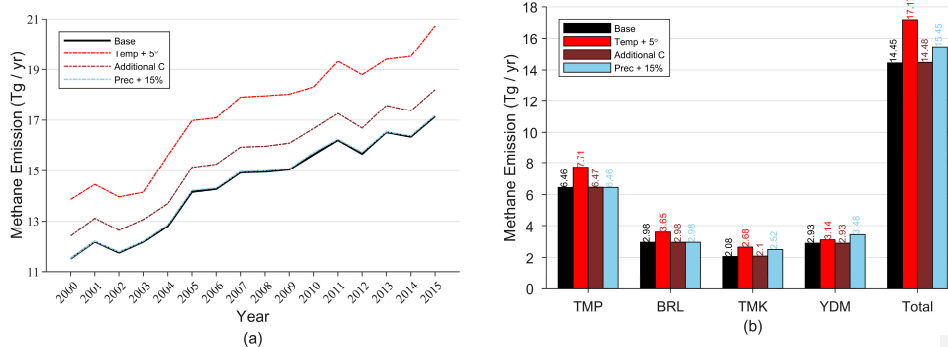 (a)
21
19
17
15
13
11
Methane Emission (Tg / yr)
Base
Temp + 5°
Additional C
Prec + 15%
2000 2001 2002 2003 2004 2005 2006 2007 2008 2009 2010 2011 2012 2013 2014 2015
Year
(a)
(b)
18
16
14
12
10
8
6
4
2
0
Methane Emission (Tg / yr)
Base
Temp + 5°
Additional C
Prec + 15%
6.46 7.71 6.47 6.46
2.98 3.65 2.98 2.98
2.08 2.68 2.1 2.52
2.93 3.14 2.93 3.48
14.45 14.48 15.45
TMP BRL TMK YDM Total
(b)